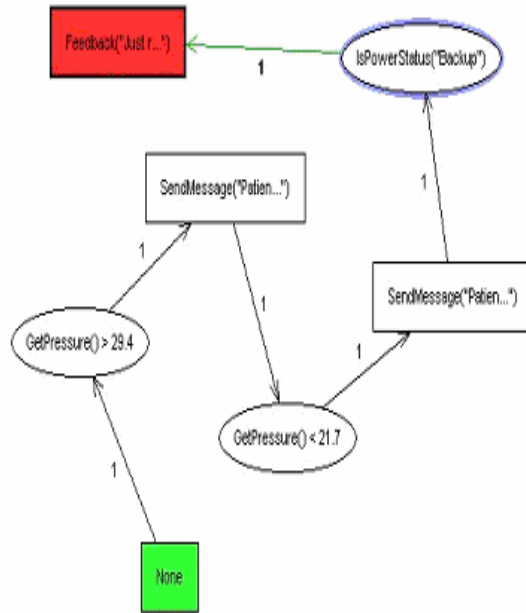 Feedback("Just r...")
1
IsPowerStatus("Backup")
SendMessage("Patien...")
1
1
SendMessage("Patien...")
1
GetPressure() > 29.4
1
GetPressure() < 21.7
1
None